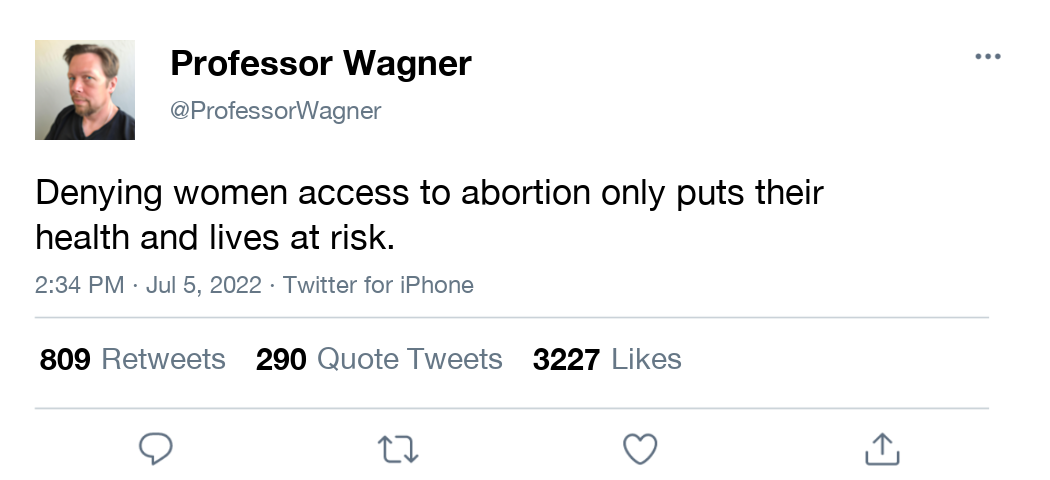 Professor Wagner
@ProfessorWagner
Denying women access to abortion only puts their
health and lives at risk.
2:34 PM · Jul 5, 2022 · Twitter for iPhone
809 Retweets 290 Quote Tweets 3227 Likes